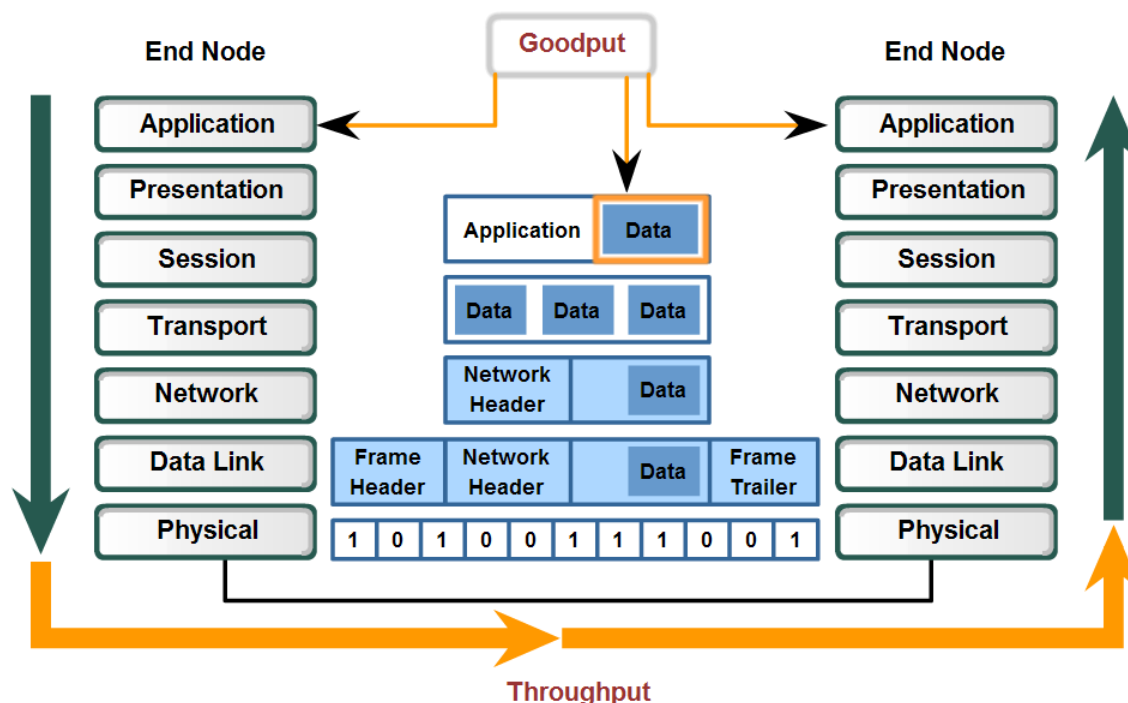 Goodput
End Node
End Node
Application
Application
Presentation
Presentation
Application Data
Session
Session
Data Data Data
Transport
Transport
Network
Header
Data
Network
Network
Frame
Header
Network
Header
Data
Frame
Trailer
Data Link
Data Link
Physical
1 0 1 0 0 1 1 1 0 0 1
Physical
Throughput